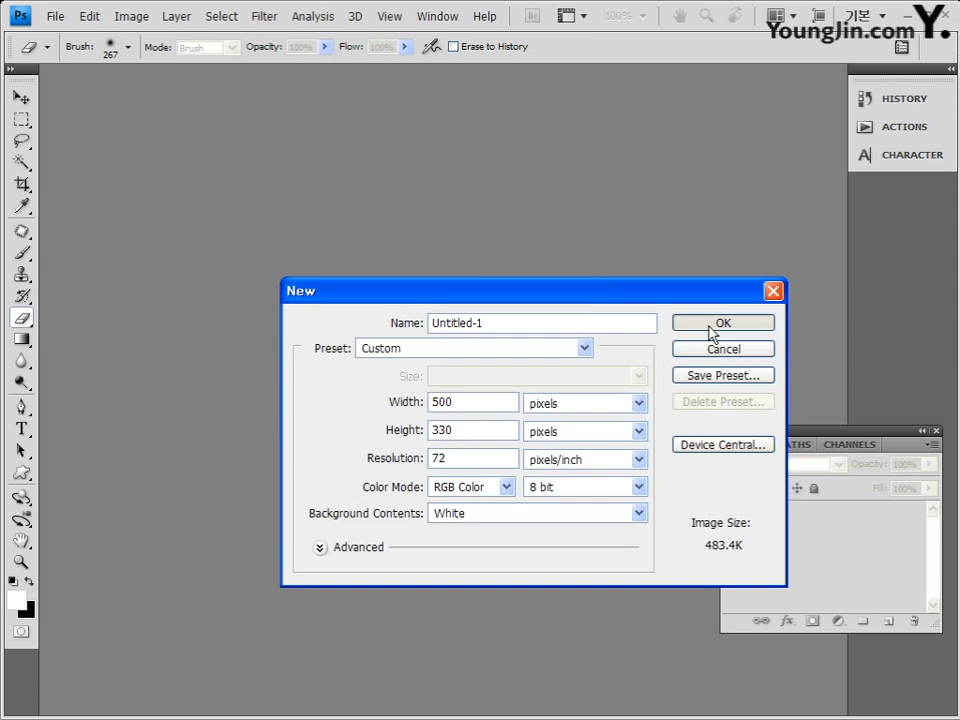 Ps File Edit Image Layer Select Filter Analysis 3D View Window Help Br 100% 기본
YoungJin.com Y.
Brush: 267 Mode: Brush Opacity: 100% Flow: 100% Erase to History
HISTORY
ACTIONS
CHARACTER
New
Name: Untitled-1 OK
Preset: Custom Cancel
Size: Save Preset...
Width: 500 pixels Delete Preset...
Height: 330 pixels
Resolution: 72 pixels/inch Device Central...
Color Mode: RGB Color 8 bit
Background Contents: White
Image Size:
483.4K
Advanced
PATHS CHANNELS
Opacity: 100%
Fill: 100%
fx